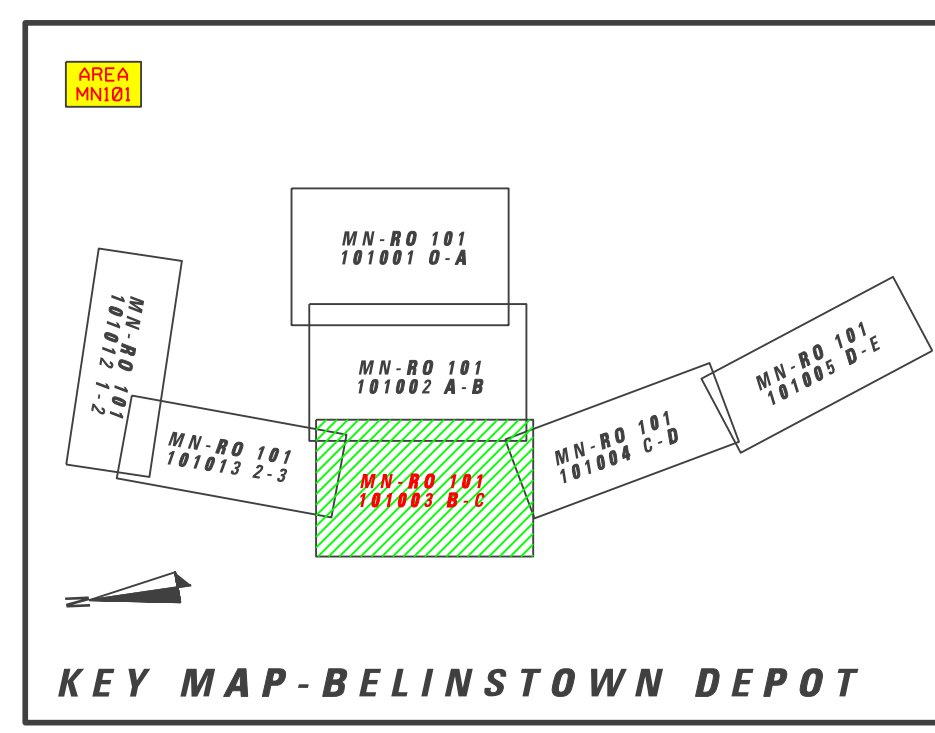 AREA
MN101
MN-RO 101
101001 O-A
MN-RO 101
101012 1-2
MN-RO 101
101002 A-B
MN-RO 101
101005 D-E
MN-RO 101
101013 2-3
MN-RO 101
101003 B-C
MN-RO 101
101004 C-D
N
KEY MAP-BELINSTOWN DEPOT